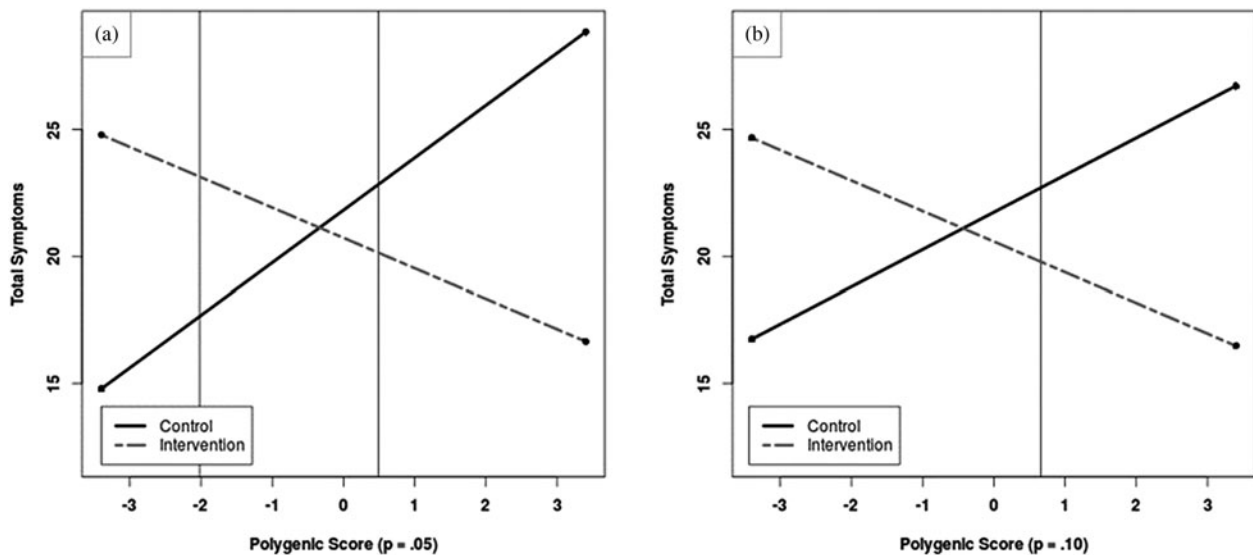 (a)
Total Symptoms
25
20
15
Control
Intervention
-3 -2 -1 0 1 2 3
Polygenic Score (p = .05)
(b)
Total Symptoms
25
20
15
Control
Intervention
-3 -2 -1 0 1 2 3
Polygenic Score (p = .10)